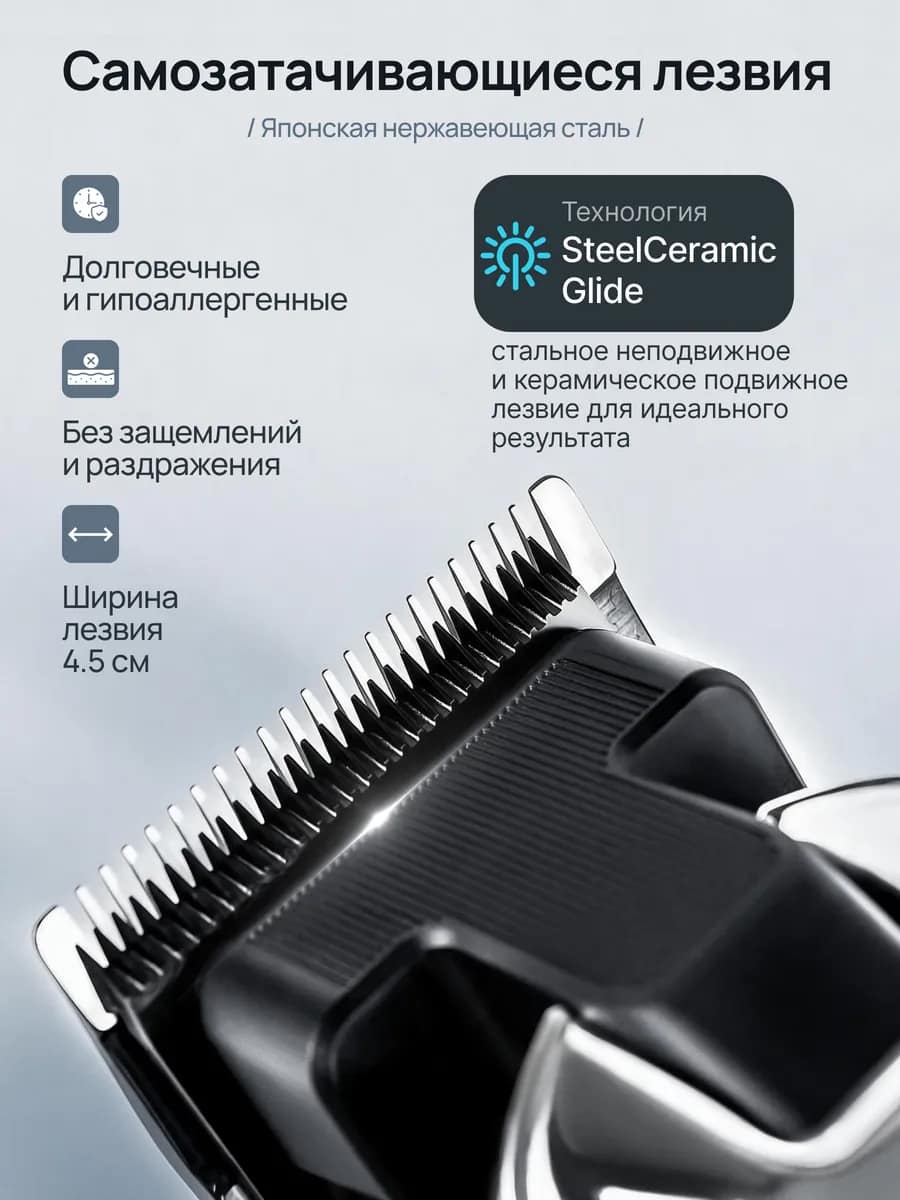 Самозатачивающиеся лезвия
/ Японская нержавеющая сталь /
Долговечные
и гипоаллергенные
Без защемлений
и раздражения
Ширина
лезвия
4.5 см
Технология
SteelCeramic
Glide
стальное неподвижное
и керамическое подвижное
лезвие для идеального
результата